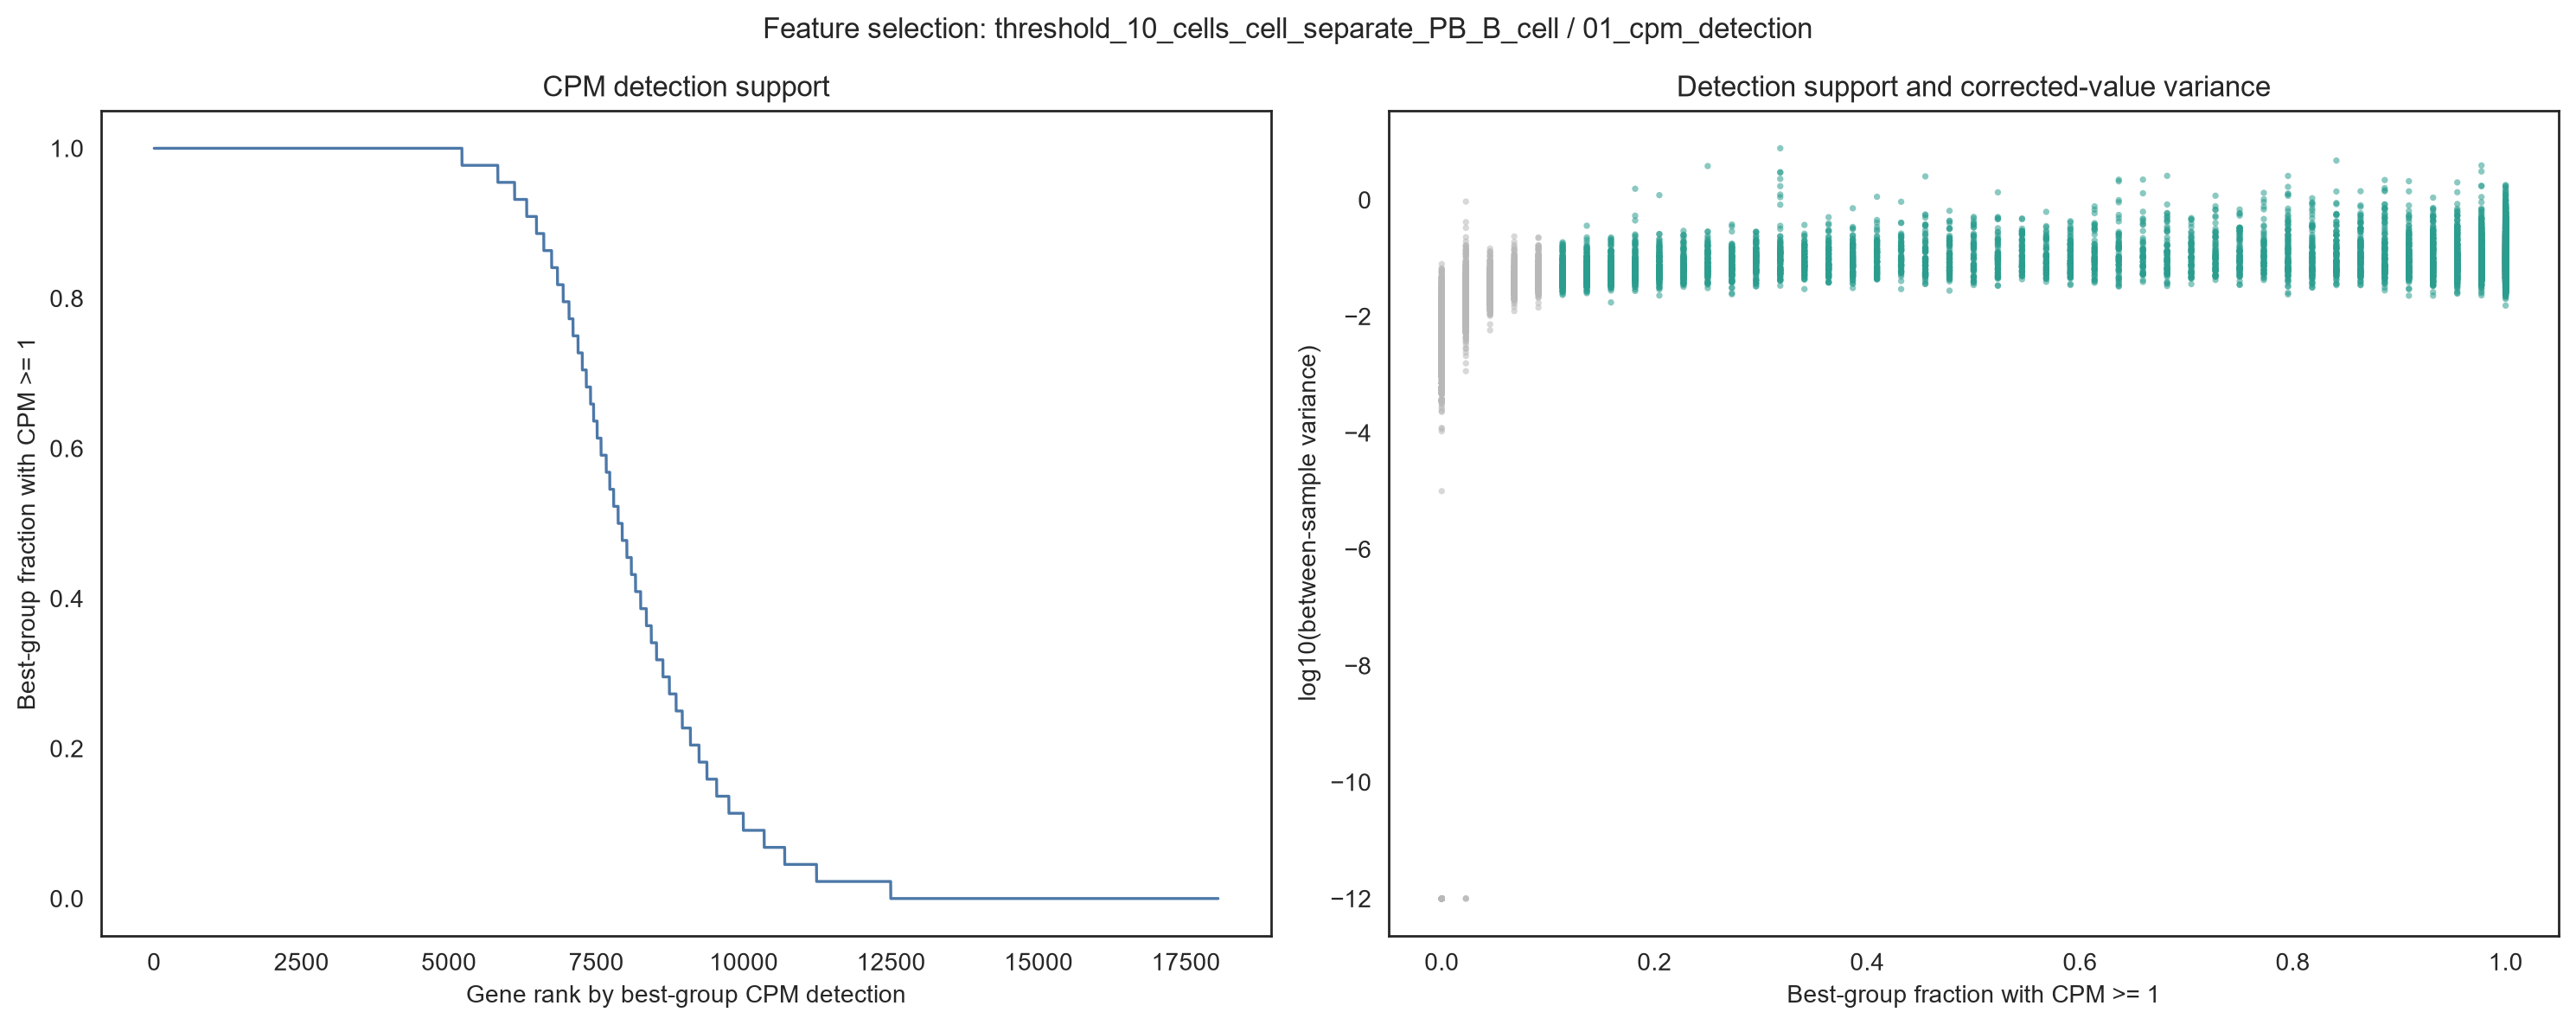 Feature selection: threshold_10_cells_cell_separate_PB_B_cell / 01_cpm_detection
CPM detection support
Best-group fraction with CPM >= 1
1.0
0.8
0.6
0.4
0.2
0.0
0 2500 5000 7500 10000 12500 15000 17500
Gene rank by best-group CPM detection
Detection support and corrected-value variance
log10(between-sample variance)
0
−2
−4
−6
−8
−10
−12
0.0 0.2 0.4 0.6 0.8 1.0
Best-group fraction with CPM >= 1